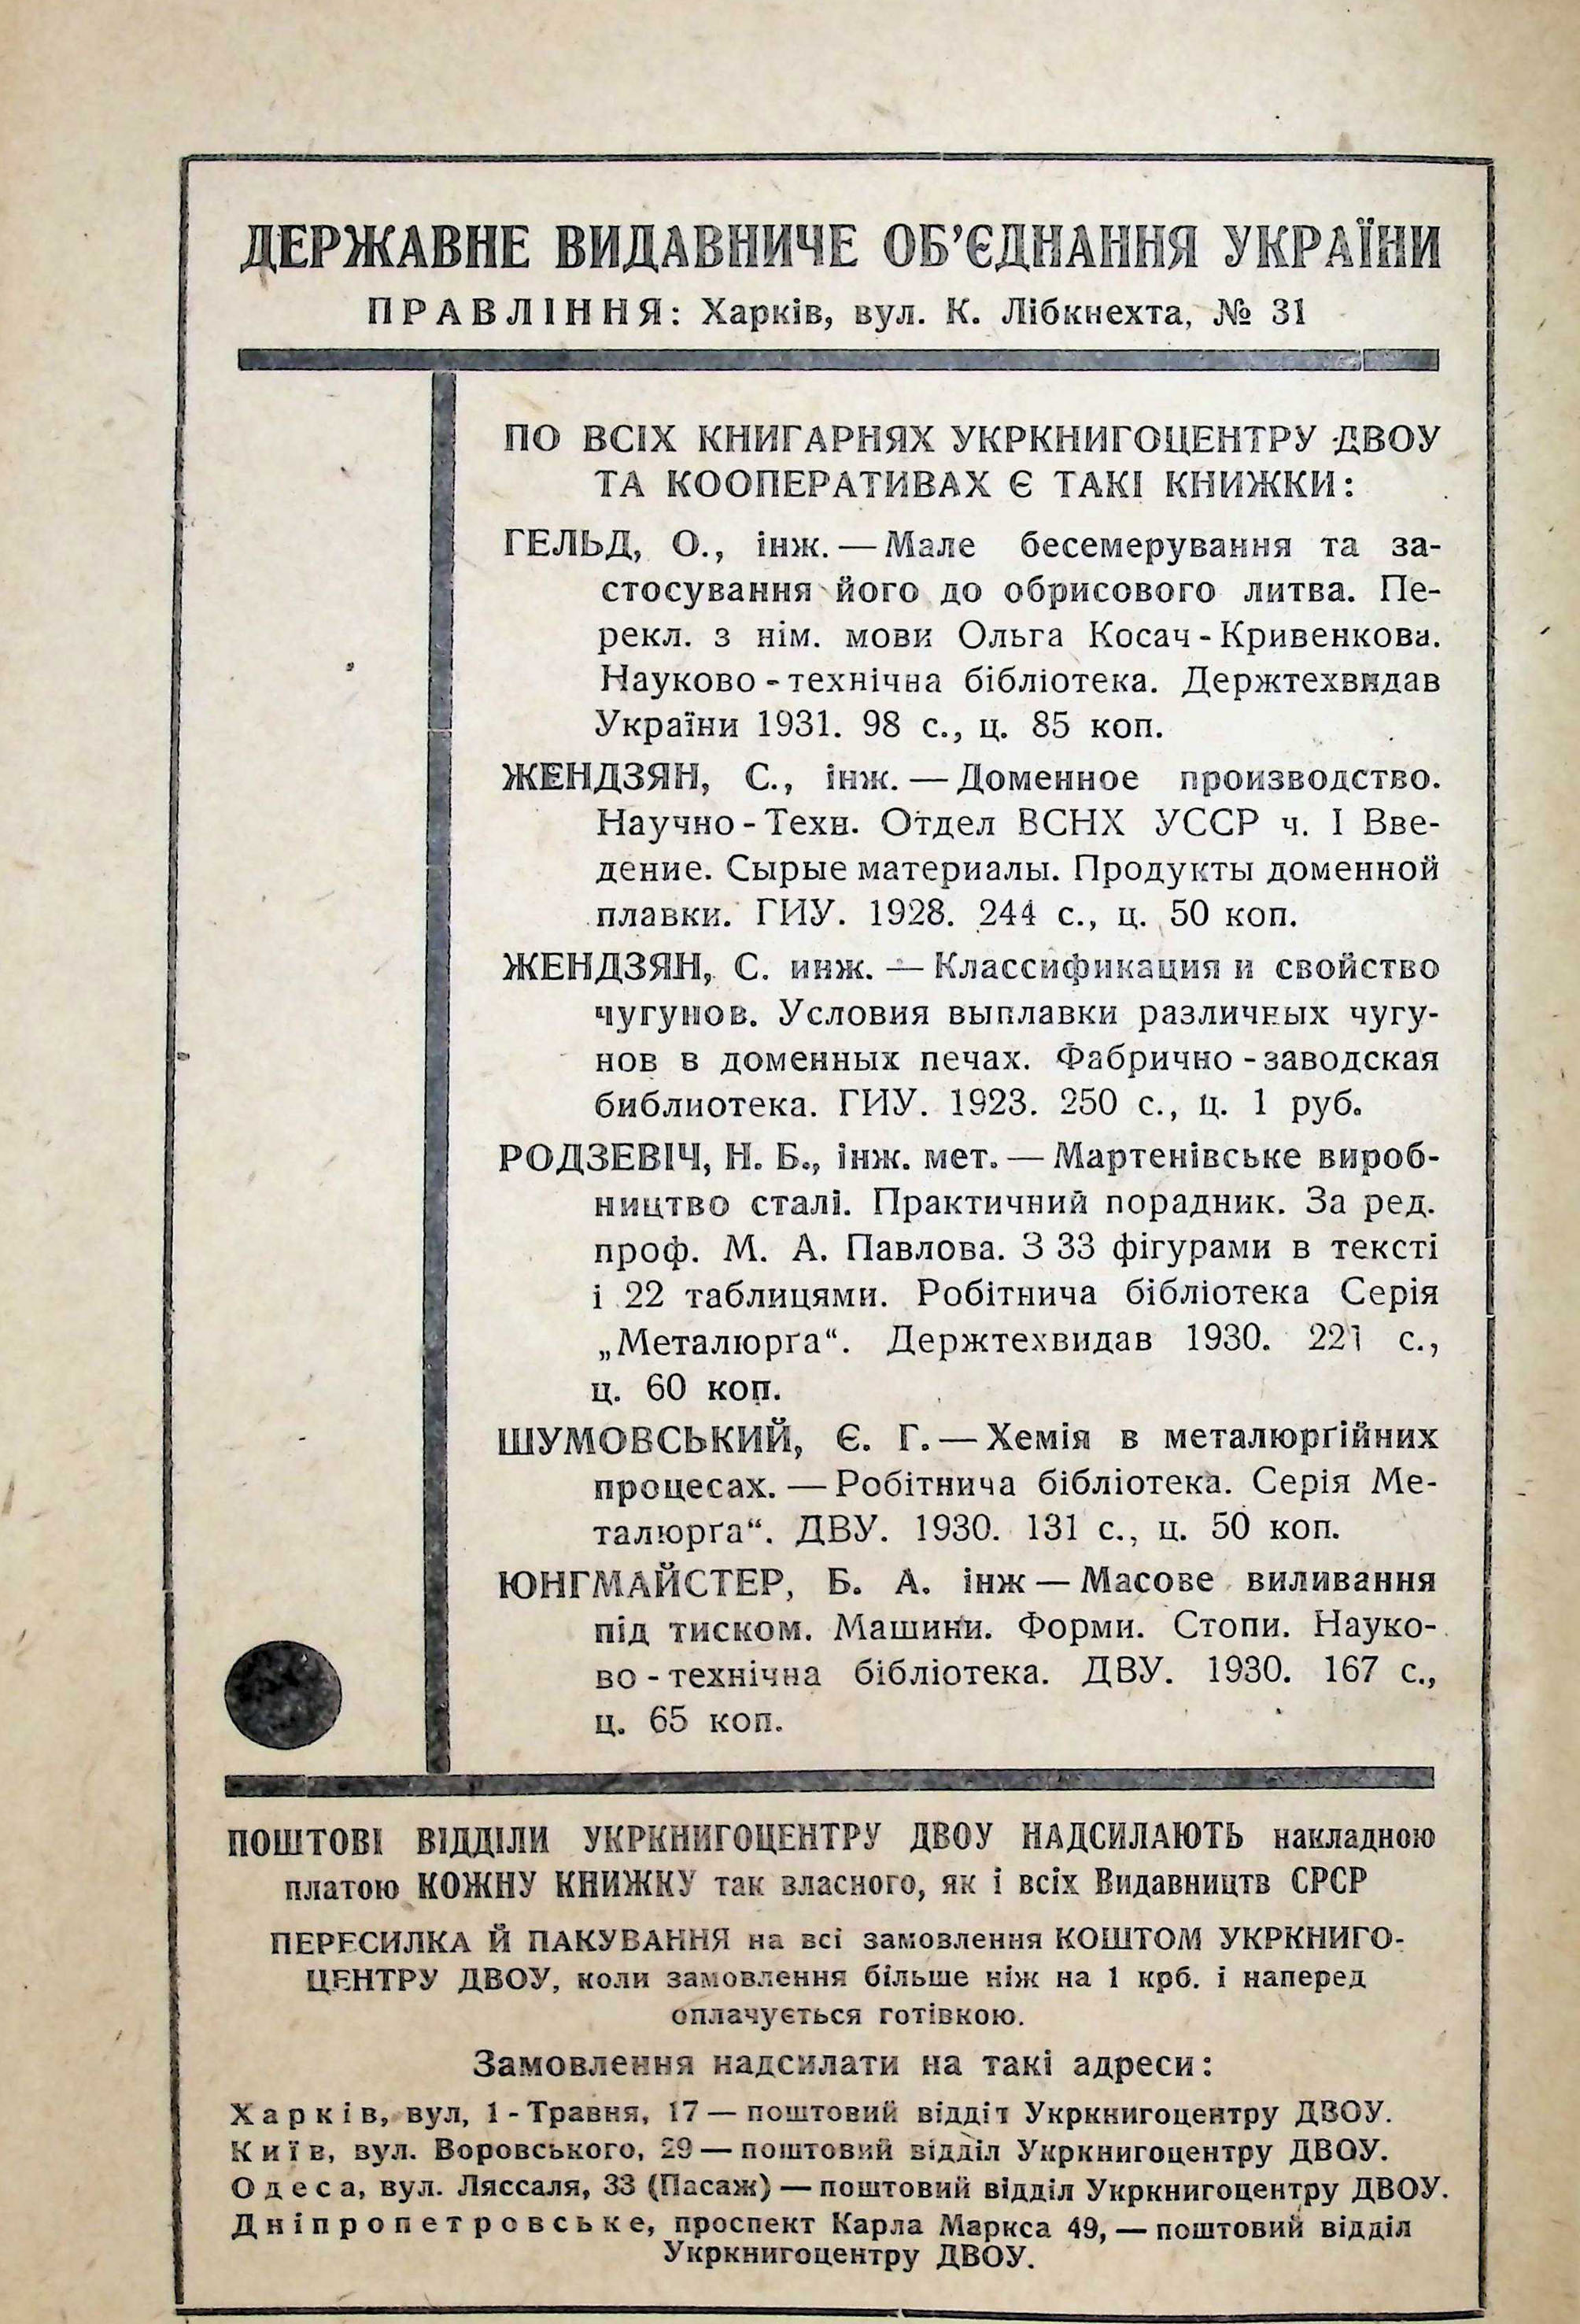 ДЕРЖАВНЕ ВИДАВНИЧЕ ОБ’ЄДНАННЯ УКРАЇНИ
ПРАВЛІННЯ: Харків, вул. К. Лібкнехта, № 31
ПО ВСІХ КНИГАРНЯХ УКРКНИГОЦЕНТРУ ДВОУ
ТА КООПЕРАТИВАХ Є ТАКІ КНИЖКИ:
ГЕЛЬД, О., інж. — Мале бесемерування та за-
стосування його до обрисового литва. Пе-
рекл. з нім. мови Ольга Косач-Кривенкова.
Науково-технічна бібліотека. Держтехвидав
України 1931. 98 с., ц. 85 коп.
ЖЕНДЗЯН, С., інж. — Доменное производство.
Научно-Техн. Отдел ВСНХ УССР ч. I Вве-
дение. Сырые материалы. Продукты доменной
плавки. ГИУ. 1928. 244 с., ц. 50 коп.
ЖЕНДЗЯН, С. инж. — Классификация и свойство
чугунов. Условия выплавки различных чугу-
нов в доменных печах. Фабрично-заводская
библиотека. ГИУ. 1923. 250 с., ц. 1 руб.
РОДЗЕВІЧ, Н. Б., інж. мет. — Мартенівське вироб-
ництво сталі. Практичний порадник. За ред.
проф. М. А. Павлова. З 33 фігурами в тексті
і 22 таблицями. Робітнича бібліотека Серія
„Металюрґа“. Держтехвидав 1930. 221 с.,
ц. 60 коп.
ШУМОВСЬКИЙ, Є. Г. — Хемія в металюрґійних
процесах. — Робітнича бібліотека. Серія Ме-
талюрґа“. ДВУ. 1930. 131 с., ц. 50 коп.
ЮНГМАЙСТЕР, Б. А. інж — Масове виливання
під тиском. Машини. Форми. Стопи. Науко-
во-технічна бібліотека. ДВУ. 1930. 167 с.,
ц. 65 коп.
ПОШТОВІ ВІДДІЛИ УКРКНИГОЦЕНТРУ ДВОУ НАДСИЛАЮТЬ накладною
платою КОЖНУ КНИЖКУ так власного, як і всіх Видавництв СРСР
ПЕРЕСИЛКА Й ПАКУВАННЯ на всі замовлення КОШТОМ УКРКНИГО-
ЦЕНТРУ ДВОУ, коли замовлення більше ніж на 1 крб. і наперед
оплачується готівкою.
Замовлення надсилати на такі адреси:
Харків, вул, 1-Травня, 17 — поштовий відділ Укркнигоцентру ДВОУ.
Київ, вул. Воровського, 29 — поштовий відділ Укркнигоцентру ДВОУ.
Одеса, вул. Ляссаля, 33 (Пасаж) — поштовий відділ Укркнигоцентру ДВОУ.
Дніпропетровське, проспект Карла Маркса 49, — поштовий відділ
Укркнигоцентру ДВОУ.